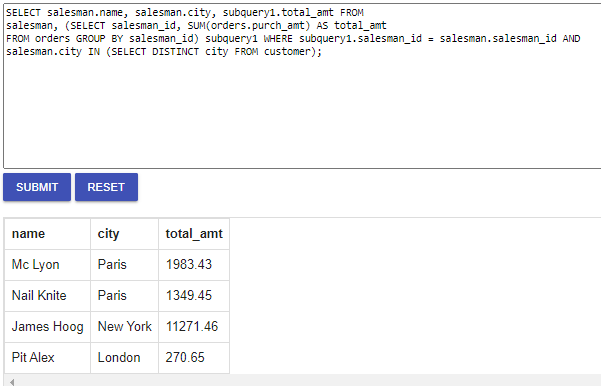 SELECT salesman.name, salesman.city, subquery1.total_amt FROM
salesman, (SELECT salesman_id, SUM(orders.purch_amt) AS total_amt
FROM orders GROUP BY salesman_id) subquery1 WHERE subquery1.salesman_id = salesman.salesman_id AND
salesman.city IN (SELECT DISTINCT city FROM customer);
SUBMIT RESET
name city total_amt
Mc Lyon Paris 1983.43
Nail Knite Paris 1349.45
James Hoog New York 11271.46
Pit Alex London 270.65